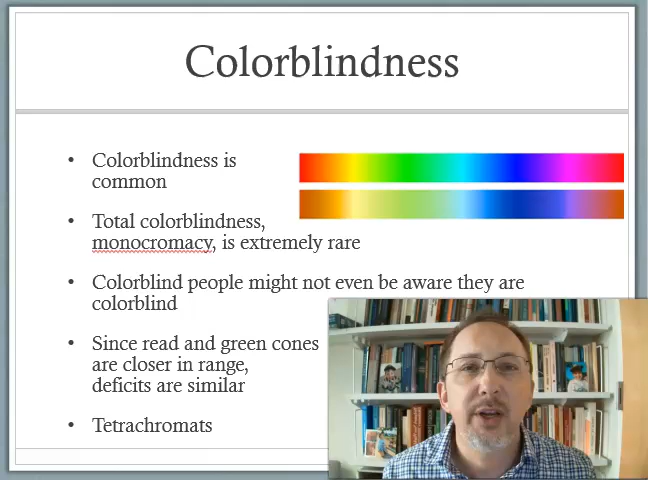 Colorblindness
• Colorblindness is
common
• Total colorblindness,
monocromacy, is extremely rare
• Colorblind people might not even be aware they are
colorblind
• Since read and green cones
are closer in range,
deficits are similar
• Tetrachromats